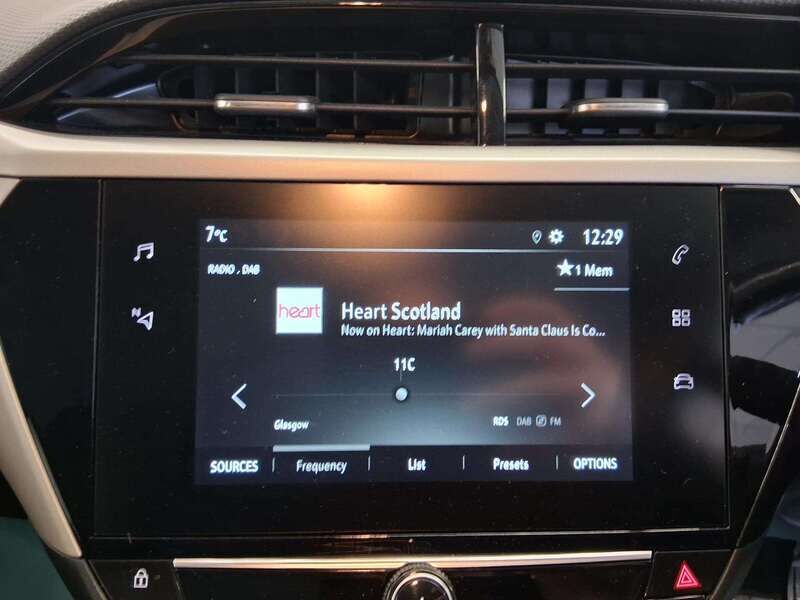 7°C
12:29
RADIO , DAB
1 Mem
heart
Heart Scotland
Now on Heart: Mariah Carey with Santa Claus Is Co...
11C
Glasgow
RDS DAB FM
SOURCES Frequency List Presets OPTIONS
N